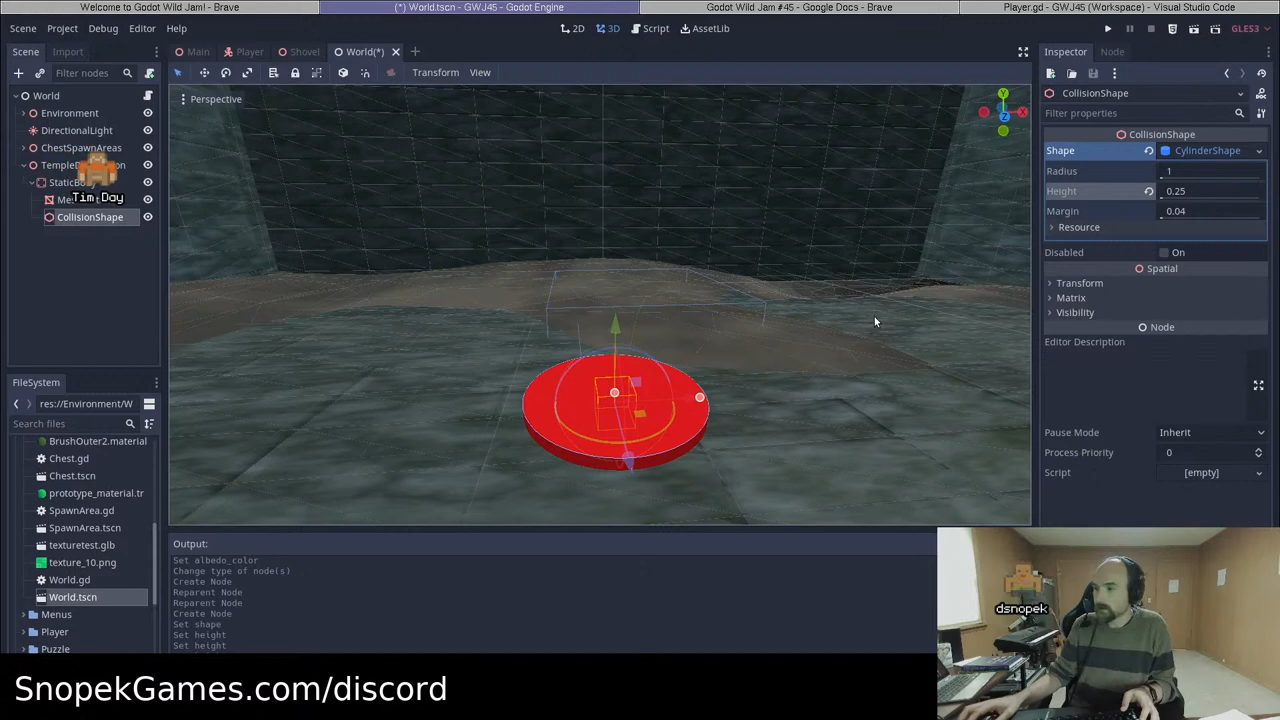 Welcome to Godot Wild Jam! - Brave
(*) World.tscn - GWJ45 - Godot Engine
Godot Wild Jam #45 - Google Docs - Brave
Player.gd - GWJ45 (Workspace) - Visual Studio Code
Scene Project Debug Editor Help
2D 3D Script AssetLib
GLES3
Scene Import
Main Player Shovel World(*)
Inspector Node
Filter nodes
Transform View
CollisionShape
Filter properties
World
Environment
DirectionalLight
ChestSpawnAreas
Tim Day
CollisionShape
Perspective
Y
X
Z
CollisionShape
Shape CylinderShape
Radius 1
Height 0.25
Margin 0.04
Resource
Disabled On
Spatial
Transform
Matrix
Visibility
Node
Editor Description
Pause Mode Inherit
Process Priority 0
Script [empty]
FileSystem
res://Environment/W
Search files
BrushOuter2.material
Chest.gd
Chest.tscn
prototype_material.tr
SpawnArea.gd
SpawnArea.tscn
texturetest.glb
texture_10.png
World.gd
World.tscn
Menus
Player
Puzzle
Output:
Set albedo_color
Change type of node(s)
Create Node
Reparent Node
Reparent Node
Create Node
Set shape
Set height
Set height
dsnopek
SnopekGames.com/discord